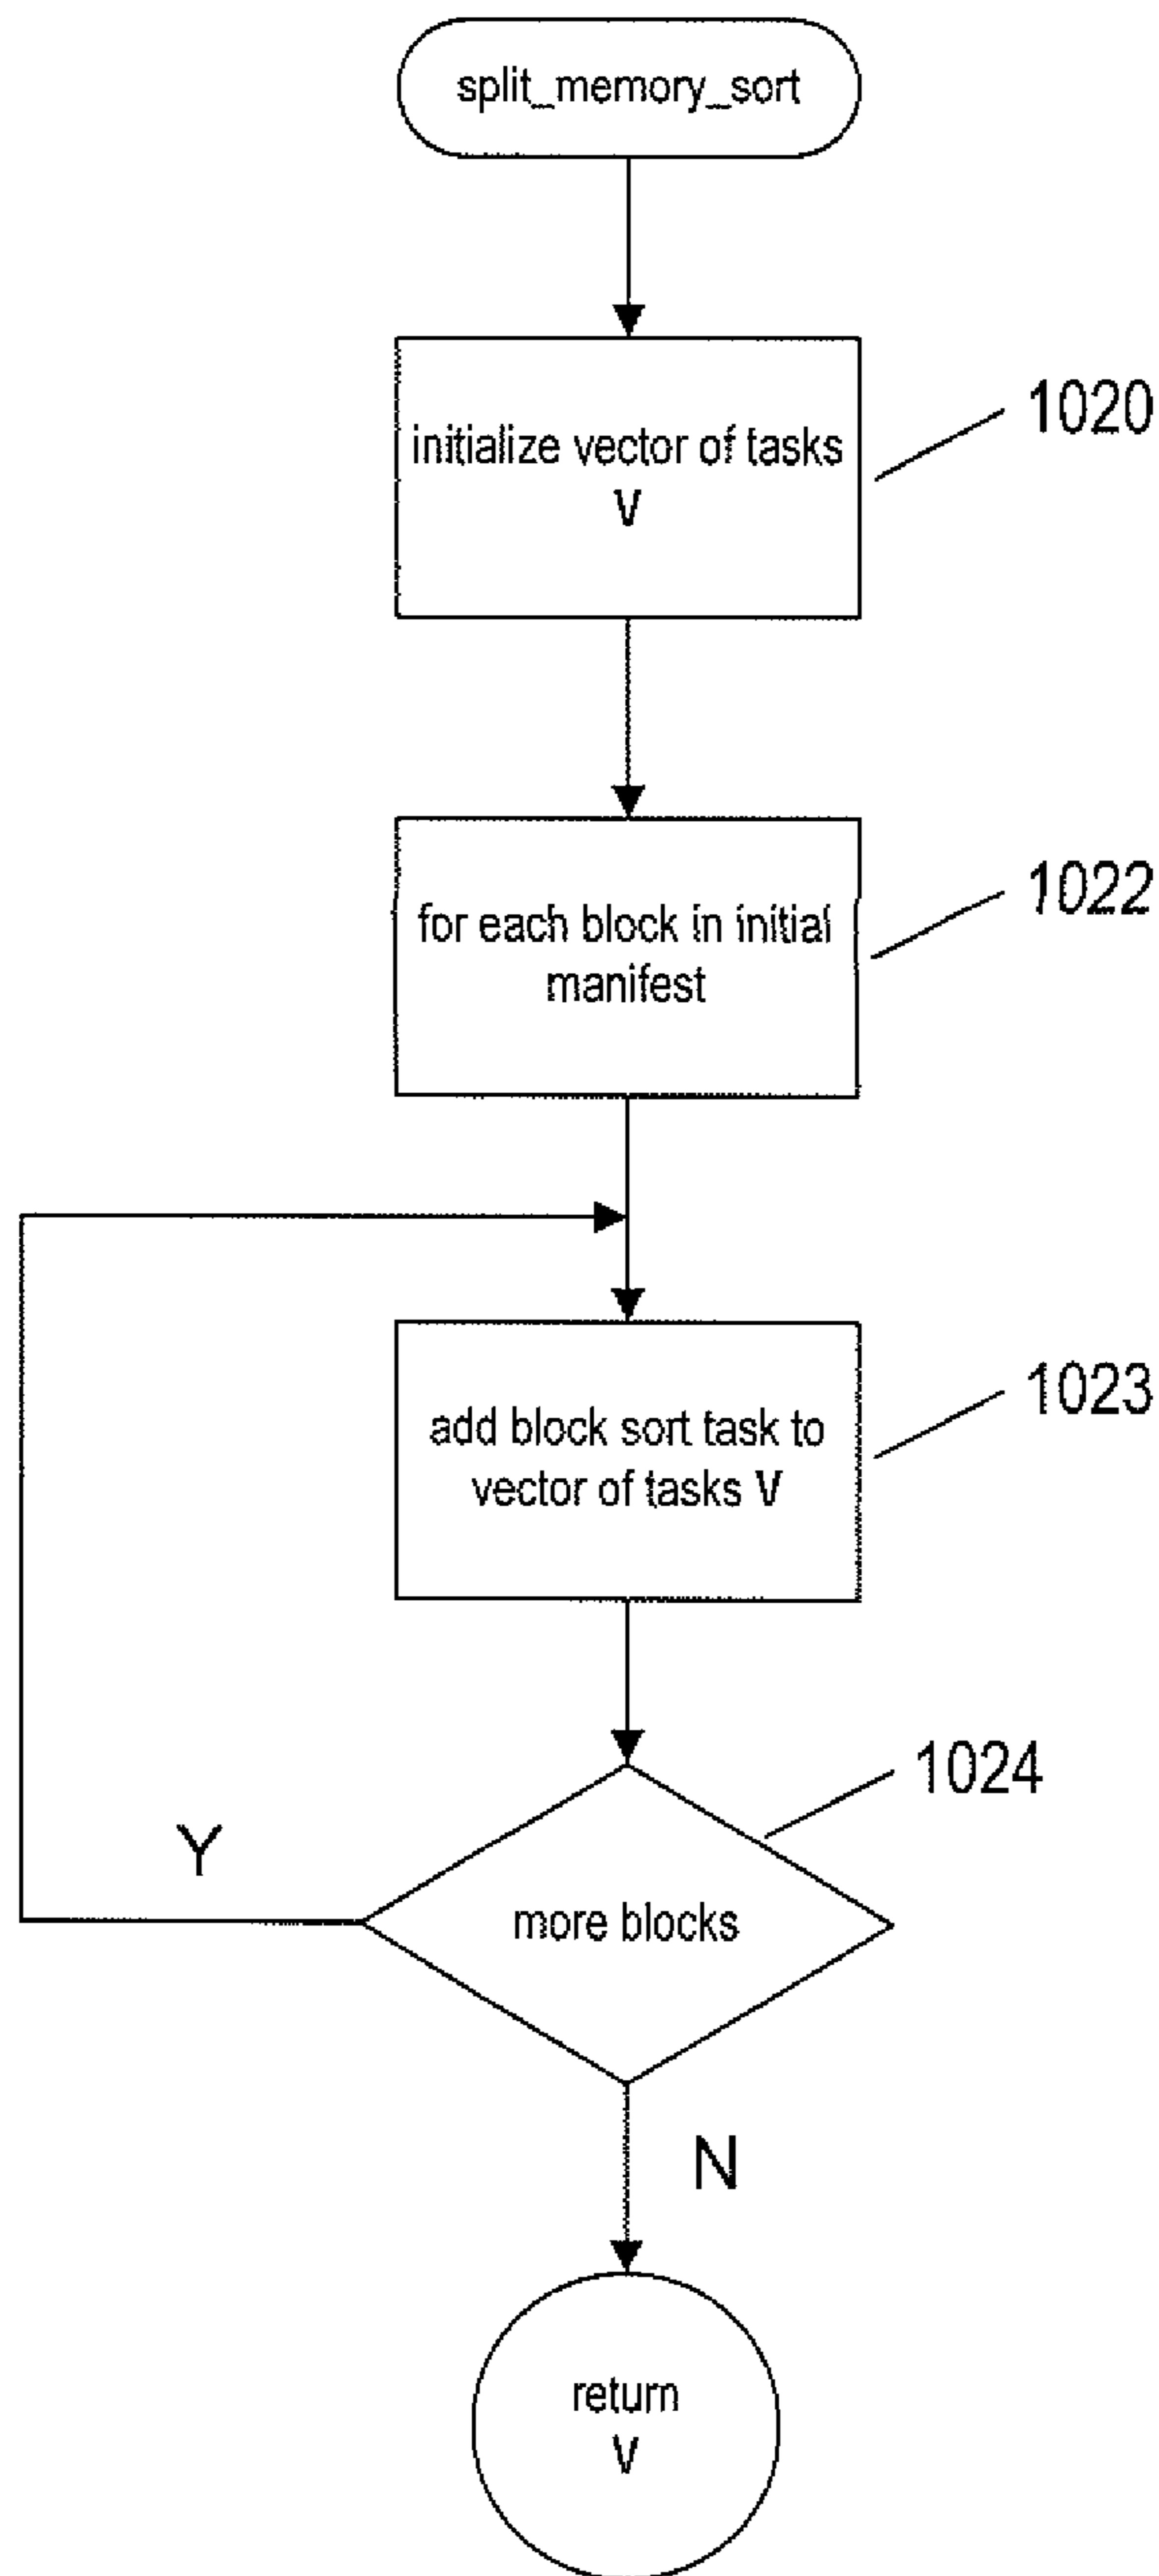 split_memory_sort
initialize vector of tasks
V
1020
for each block in initial
manifest
1022
add block sort task to
vector of tasks V
1023
1024
more blocks
Y
N
return
V